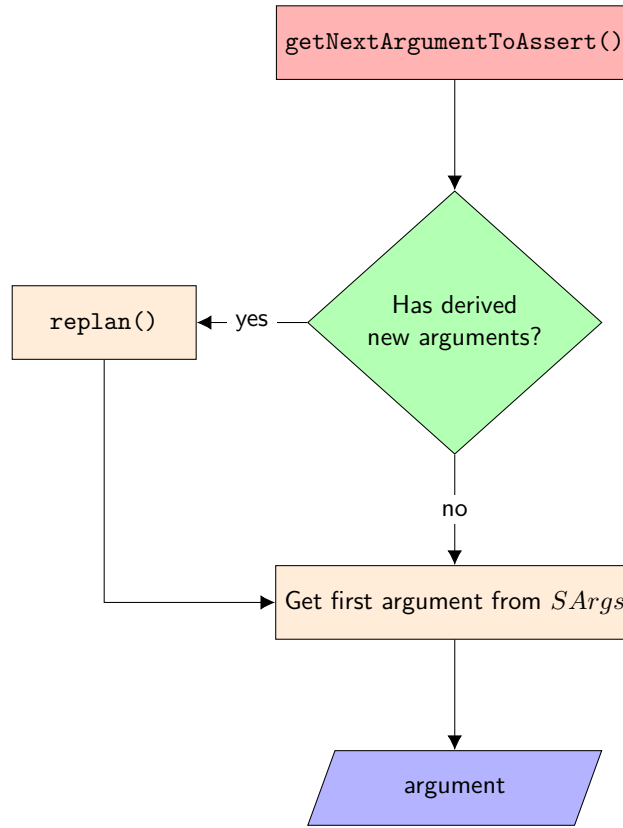 getNextArgumentToAssert()
Has derived
new arguments?
yes
replan()
no
Get first argument from SArgs
argument